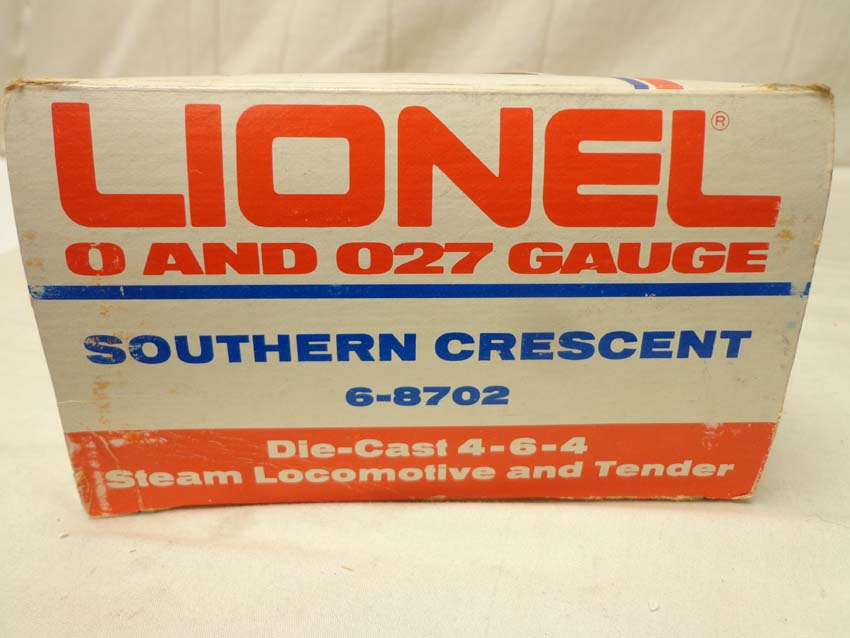 LIONEL®
O AND O27 GAUGE
SOUTHERN CRESCENT
6-8702
Die-Cast 4-6-4
Steam Locomotive and Tender